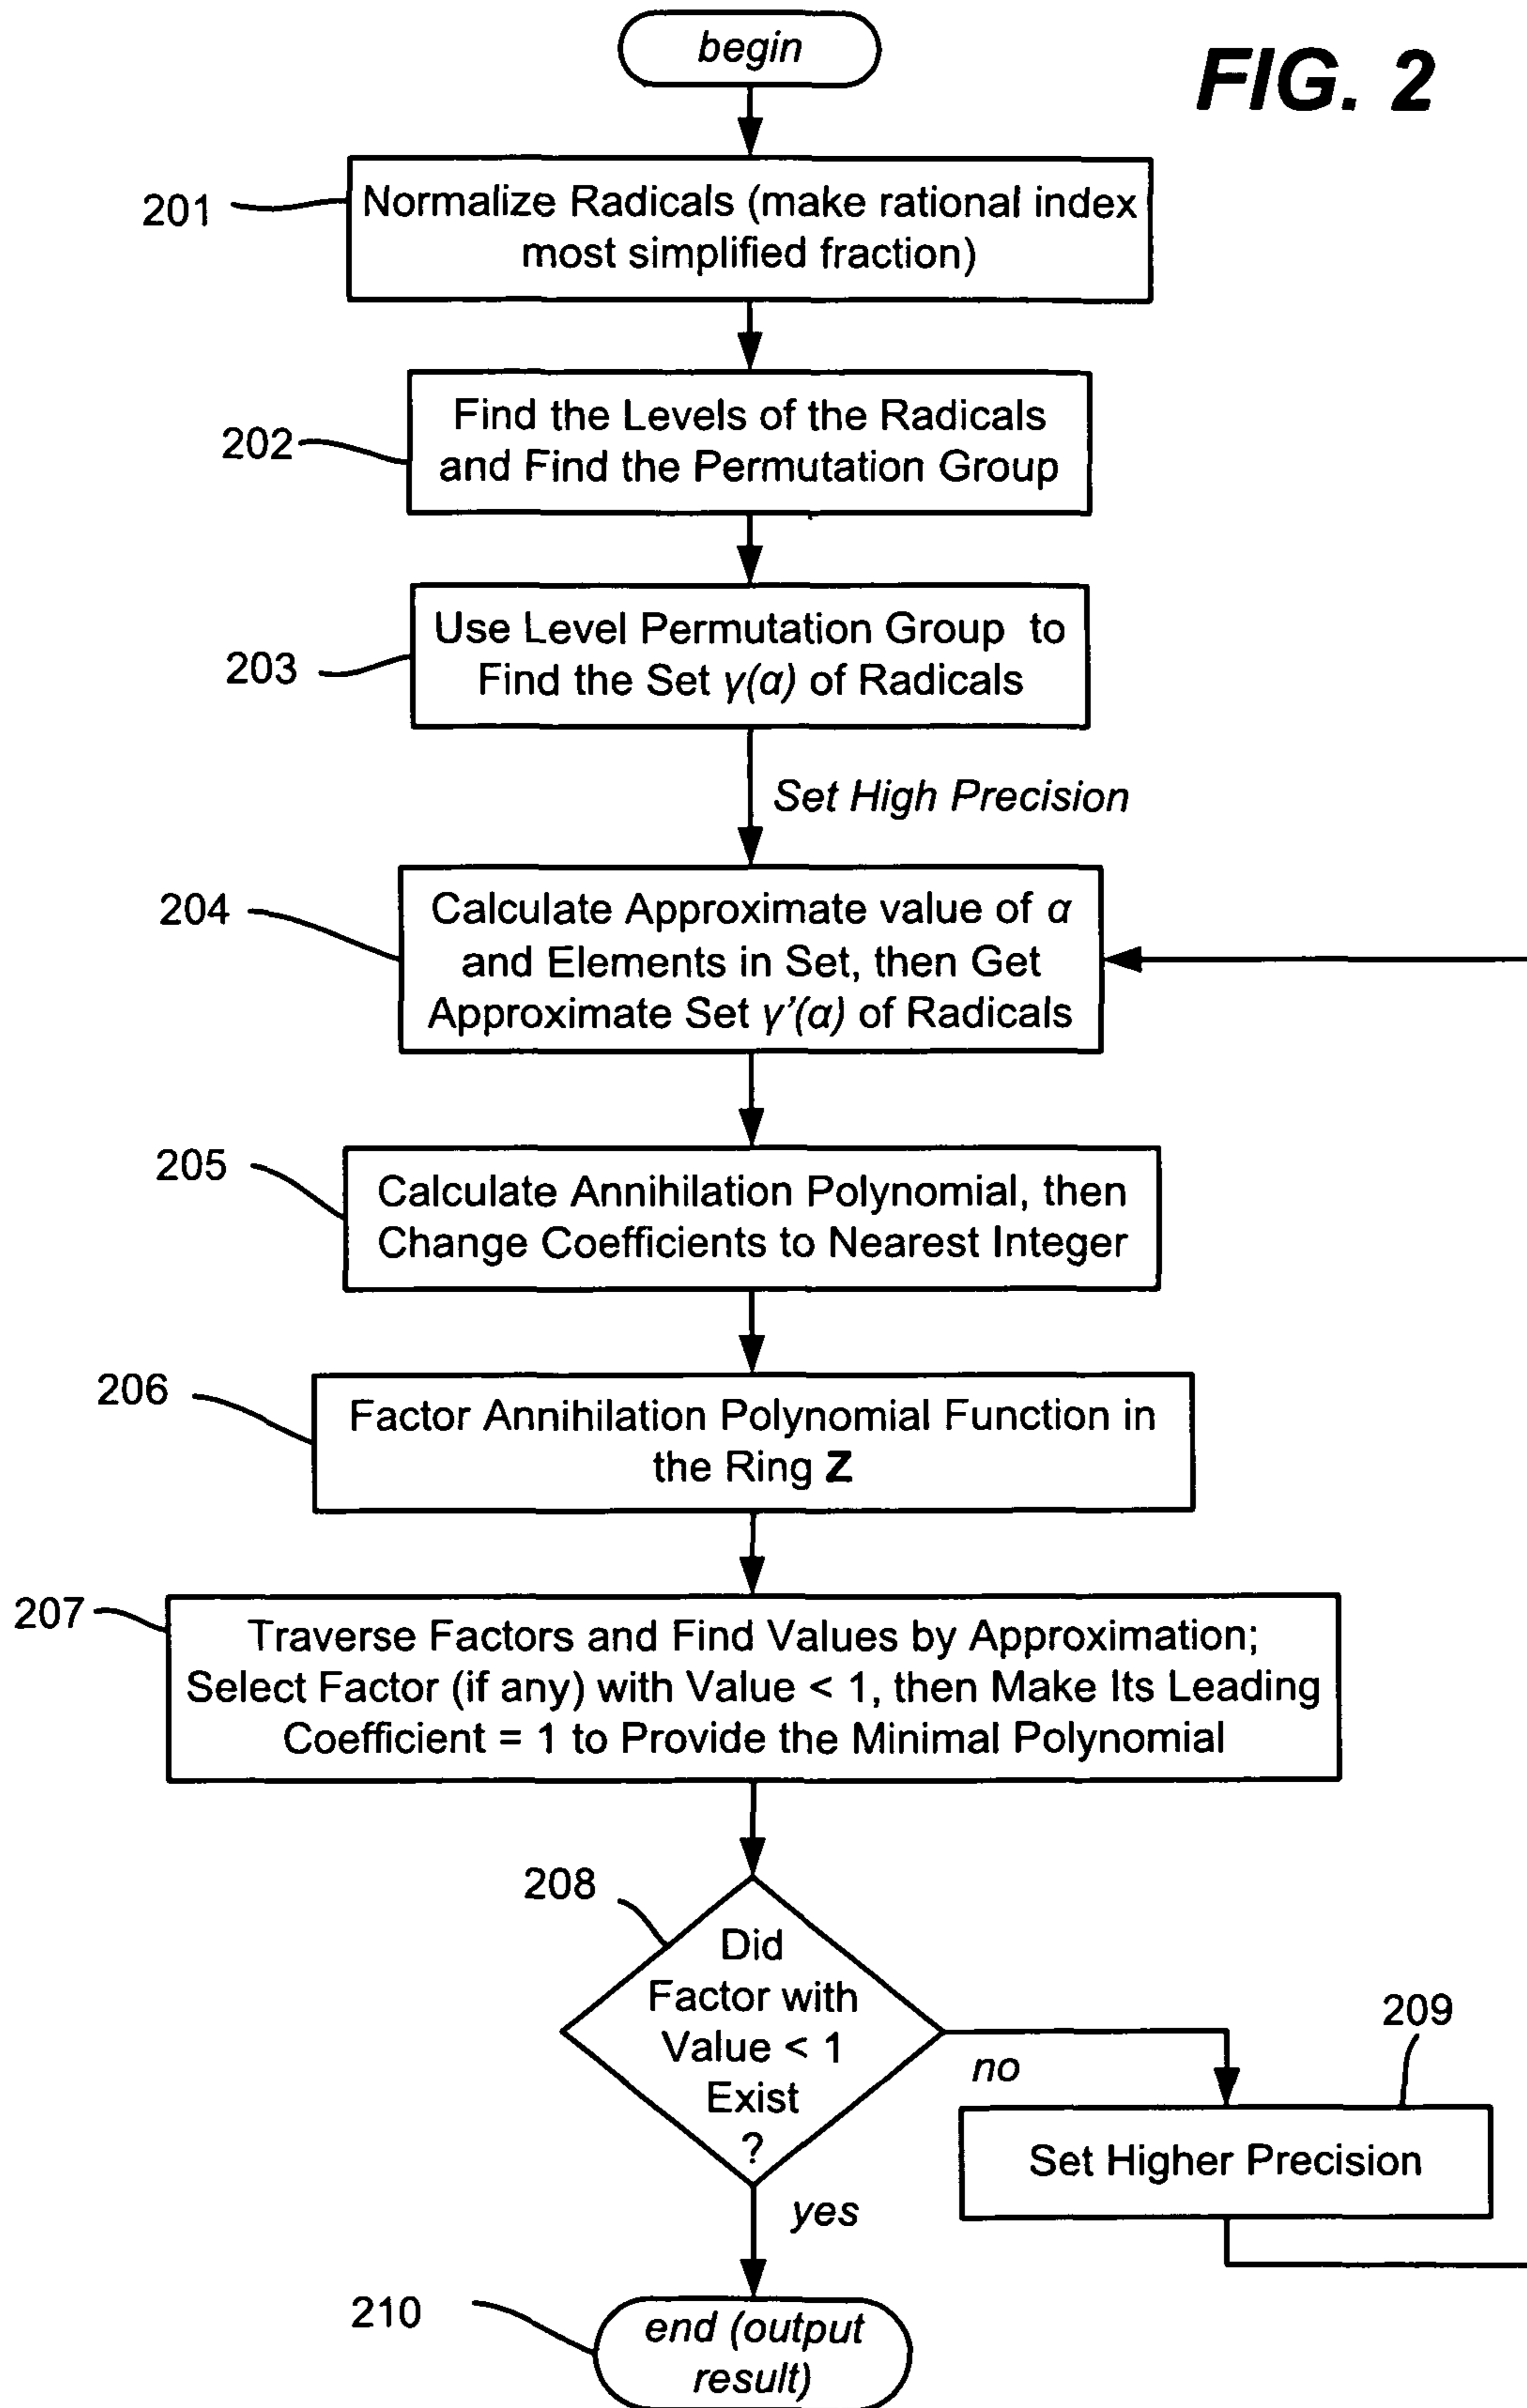 begin
FIG. 2
201
Normalize Radicals (make rational index
most simplified fraction)
202
Find the Levels of the Radicals
and Find the Permutation Group
203
Use Level Permutation Group to
Find the Set γ(α) of Radicals
Set High Precision
204
Calculate Approximate value of α
and Elements in Set, then Get
Approximate Set γ’(α) of Radicals
205
Calculate Annihilation Polynomial, then
Change Coefficients to Nearest Integer
206
Factor Annihilation Polynomial Function in
the Ring Z
207
Traverse Factors and Find Values by Approximation;
Select Factor (if any) with Value < 1, then Make Its Leading
Coefficient = 1 to Provide the Minimal Polynomial
208
Did
Factor with
Value < 1
Exist
?
no
209
Set Higher Precision
yes
210
end (output
result)